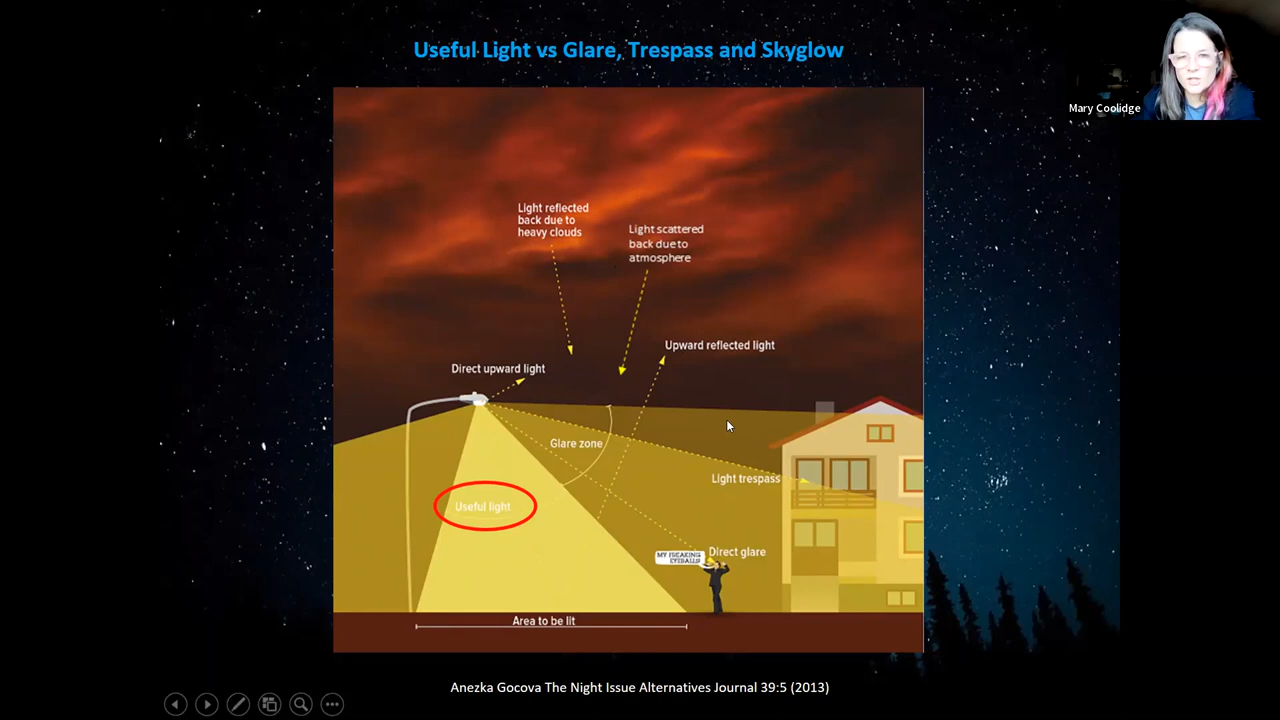 Useful Light vs Glare, Trespass and Skyglow
Mary Coolidge
Light reflected
back due to
heavy clouds
Light scattered
back due to
atmosphere
Upward reflected light
Direct upward light
Glare zone
Light trespass
Useful light
Direct glare
MY FREAKING
EYEBALLS!
Area to be lit
Anezka Gocova The Night Issue Alternatives Journal 39:5 (2013)